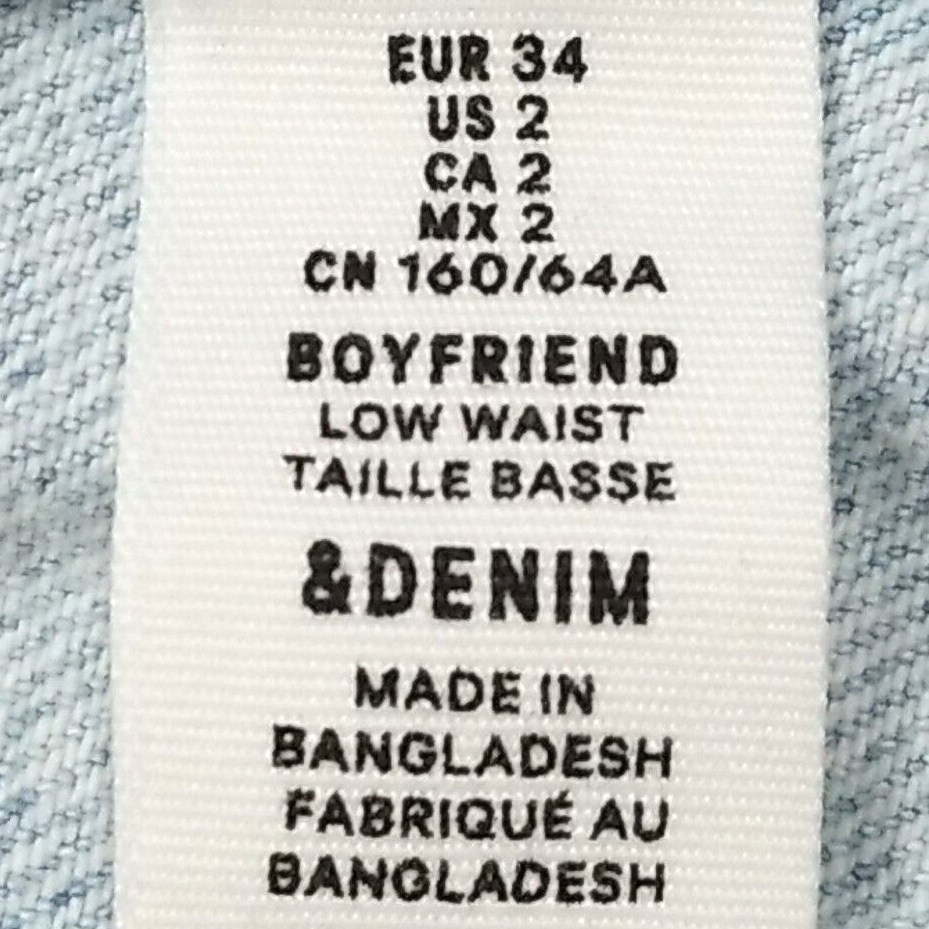 EUR 34
US 2
CA 2
MX 2
CN 160/64A
BOYFRIEND
LOW WAIST
TAILLE BASSE
&DENIM
MADE IN
BANGLADESH
FABRIQUÉ AU
BANGLADESH